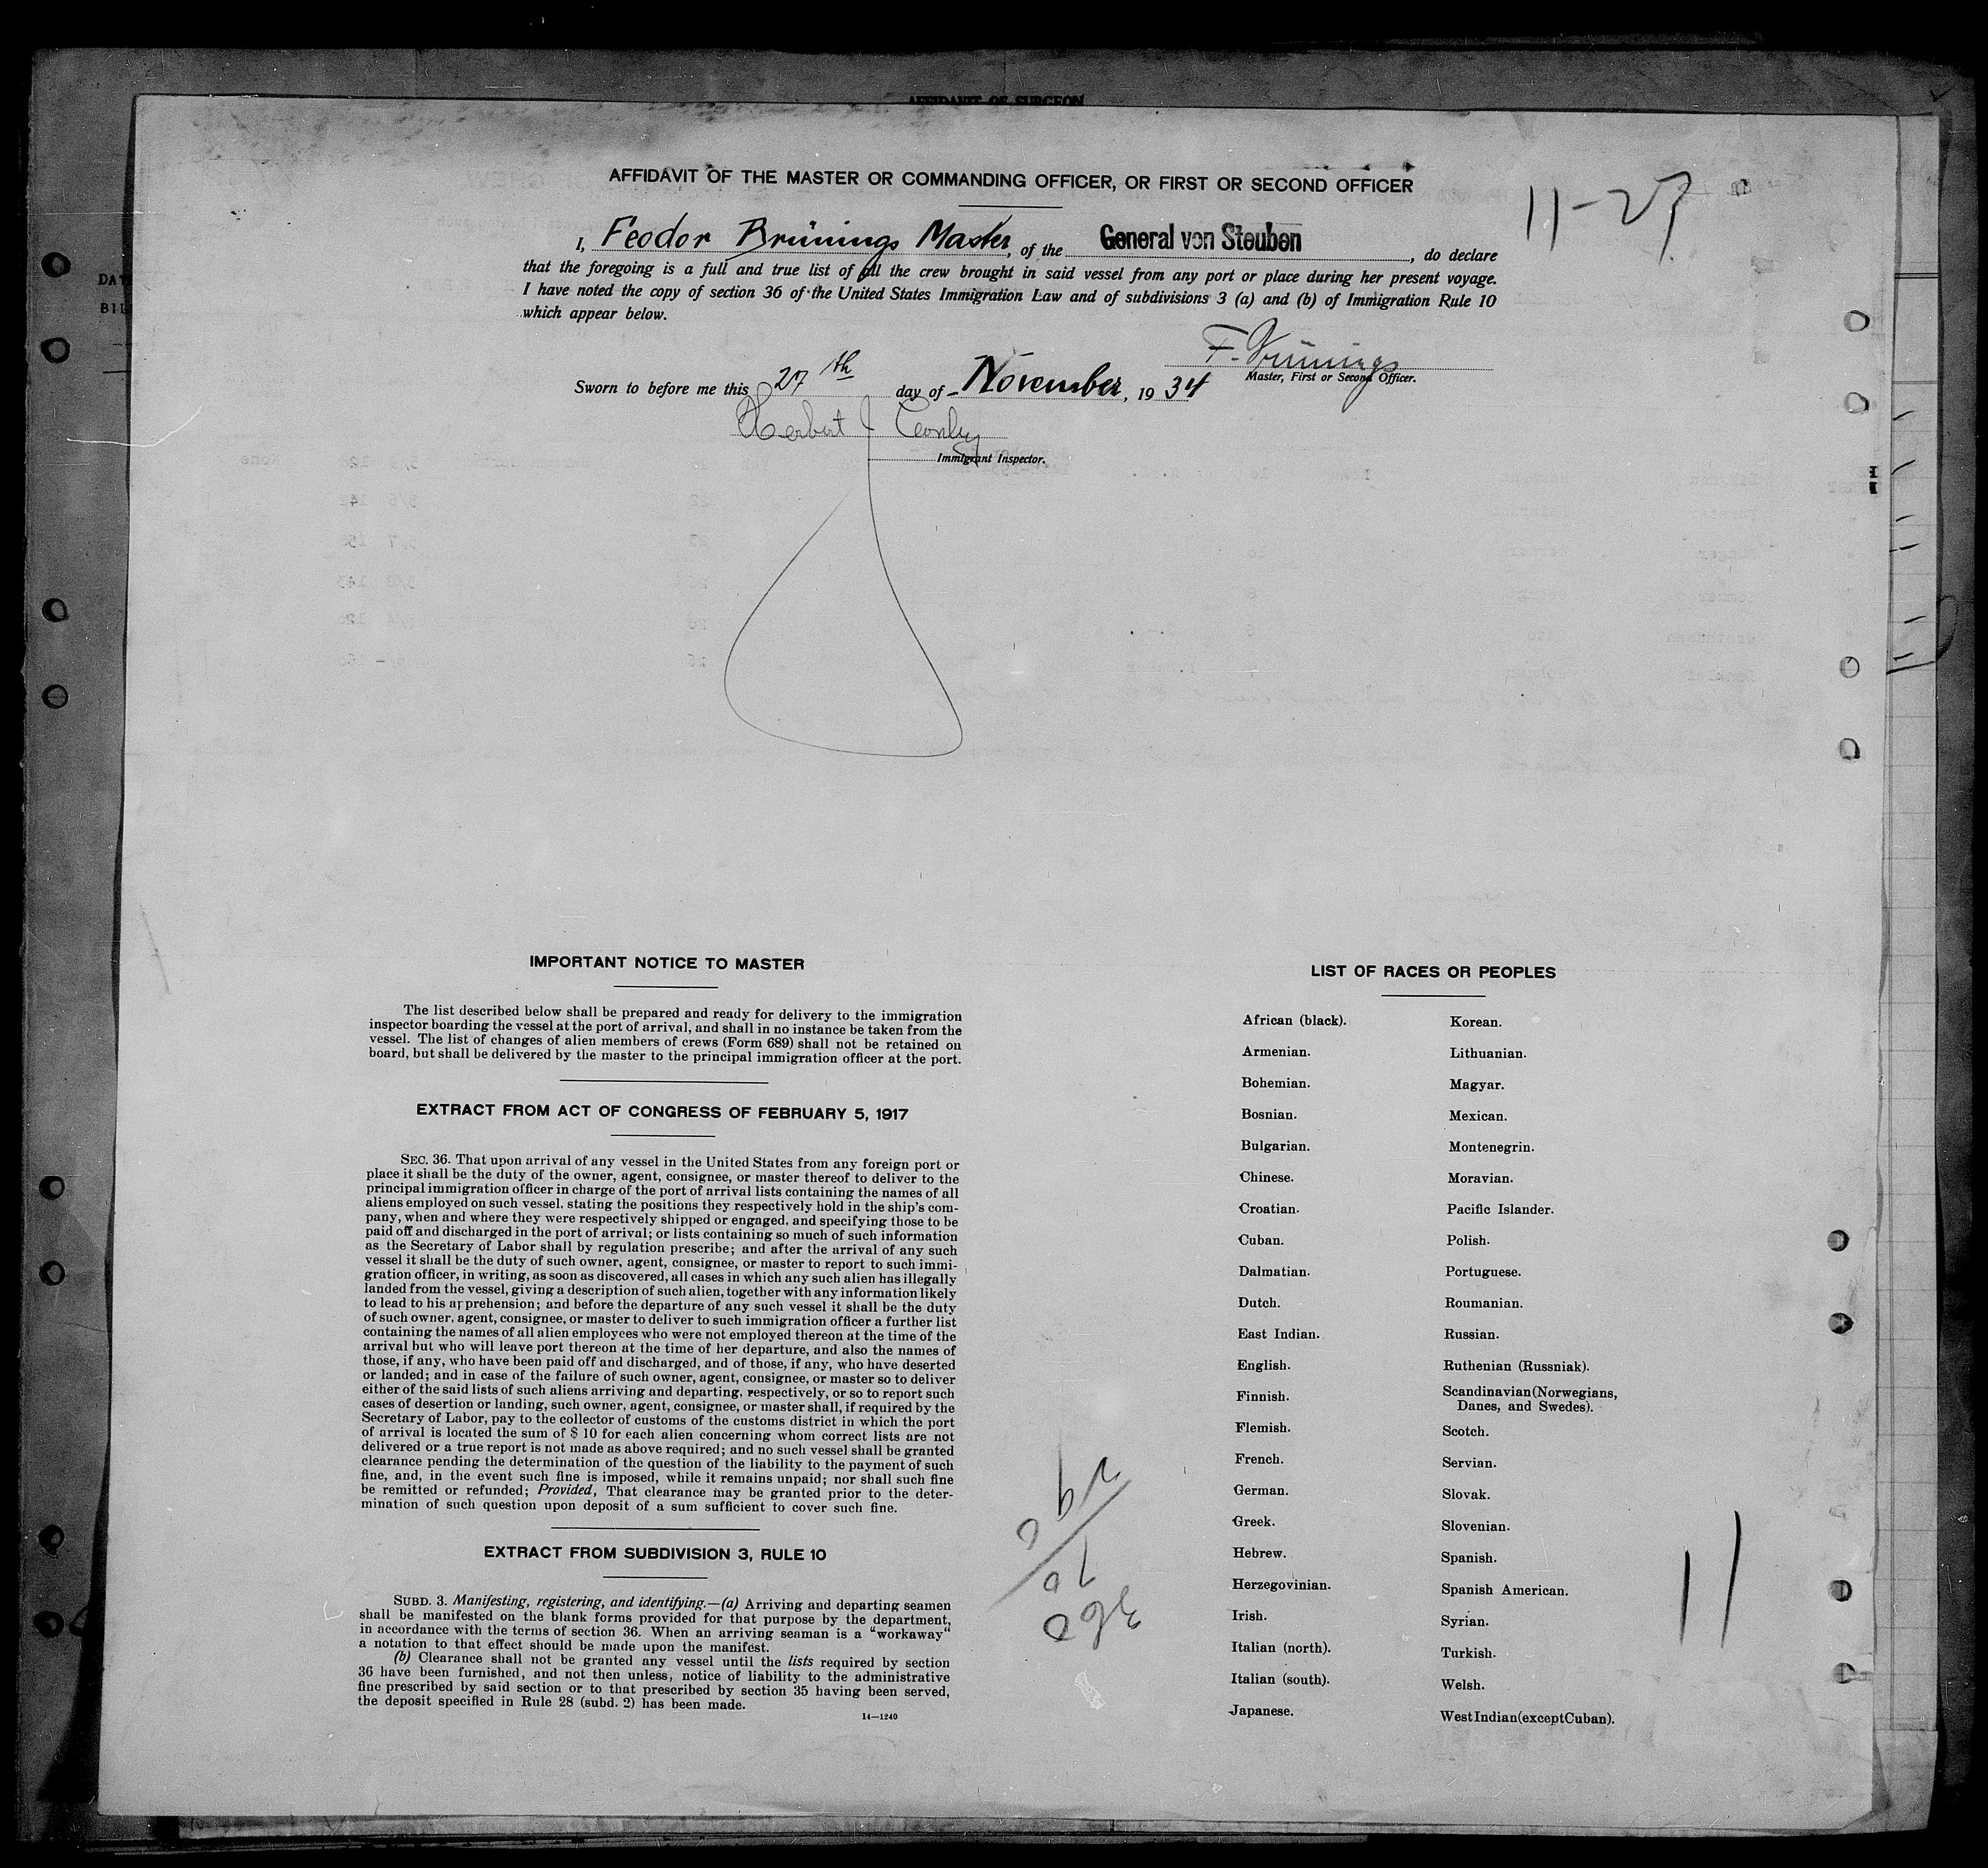 AFFIDAVIT OF SURGEON
AFFIDAVIT OF THE MASTER OR COMMANDING OFFICER, OR FIRST OR SECOND OFFICER
11-27
I, Feodor Brünings Master, of the General von Steuben, do declare
that the foregoing is a full and true list of all the crew brought in said vessel from any port or place during her present voyage.
I have noted the copy of section 36 of the United States Immigration Law and of subdivisions 3 (a) and (b) of Immigration Rule 10
which appear below.
F. Brünings
Master, First or Second Officer.
Sworn to before me this 27th day of November, 1934
Herbert J
Immigrant Inspector.
IMPORTANT NOTICE TO MASTER
The list described below shall be prepared and ready for delivery to the immigration
inspector boarding the vessel at the port of arrival, and shall in no instance be taken from the
vessel. The list of changes of alien members of crews (Form 689) shall not be retained on
board, but shall be delivered by the master to the principal immigration officer at the port.
EXTRACT FROM ACT OF CONGRESS OF FEBRUARY 5, 1917
SEC. 36. That upon arrival of any vessel in the United States from any foreign port or
place it shall be the duty of the owner, agent, consignee, or master thereof to deliver to the
principal immigration officer in charge of the port of arrival lists containing the names of all
aliens employed on such vessel, stating the positions they respectively hold in the ship's com-
pany, when and where they were respectively shipped or engaged, and specifying those to be
paid off and discharged in the port of arrival; or lists containing so much of such information
as the Secretary of Labor shall by regulation prescribe; and after the arrival of any such
vessel it shall be the duty of such owner, agent, consignee, or master to report to such immi-
gration officer, in writing, as soon as discovered, all cases in which any such alien has illegally
landed from the vessel, giving a description of such alien, together with any information likely
to lead to his apprehension; and before the departure of any such vessel it shall be the duty
of such owner, agent, consignee, or master to deliver to such immigration officer a further list
containing the names of all alien employees who were not employed thereon at the time of the
arrival but who will leave port thereon at the time of her departure, and also the names of
those, if any, who have been paid off and discharged, and of those, if any, who have deserted
or landed; and in case of the failure of such owner, agent, consignee, or master so to deliver
either of the said lists of such aliens arriving and departing, respectively, or so to report such
cases of desertion or landing, such owner, agent, consignee, or master shall, if required by the
Secretary of Labor, pay to the collector of customs of the customs district in which the port
of arrival is located the sum of $ 10 for each alien concerning whom correct lists are not
delivered or a true report is not made as above required; and no such vessel shall be granted
clearance pending the determination of the question of the liability to the payment of such
fine, and, in the event such fine is imposed, while it remains unpaid; nor shall such fine
be remitted or refunded; Provided, That clearance may be granted prior to the deter-
mination of such question upon deposit of a sum sufficient to cover such fine.
EXTRACT FROM SUBDIVISION 3, RULE 10
SUBD. 3. Manifesting, registering, and identifying.—(a) Arriving and departing seamen
shall be manifested on the blank forms provided for that purpose by the department,
in accordance with the terms of section 36. When an arriving seaman is a "workaway"
a notation to that effect should be made upon the manifest.
(b) Clearance shall not be granted any vessel until the lists required by section
36 have been furnished, and not then unless, notice of liability to the administrative
fine prescribed by said section or to that prescribed by section 35 having been served,
the deposit specified in Rule 28 (subd. 2) has been made.
14—1240
LIST OF RACES OR PEOPLES
African (black).
Armenian.
Bohemian.
Bosnian.
Bulgarian.
Chinese.
Croatian.
Cuban.
Dalmatian.
Dutch.
East Indian.
English.
Finnish.
Flemish.
French.
German.
Greek.
Hebrew.
Herzegovinian.
Irish.
Italian (north).
Italian (south).
Japanese.
Korean.
Lithuanian.
Magyar.
Mexican.
Montenegrin.
Moravian.
Pacific Islander.
Polish.
Portuguese.
Roumanian.
Russian.
Ruthenian (Russniak).
Scandinavian (Norwegians,
Danes, and Swedes).
Scotch.
Servian.
Slovak.
Slovenian.
Spanish.
Spanish American.
Syrian.
Turkish.
Welsh.
West Indian (except Cuban).
11